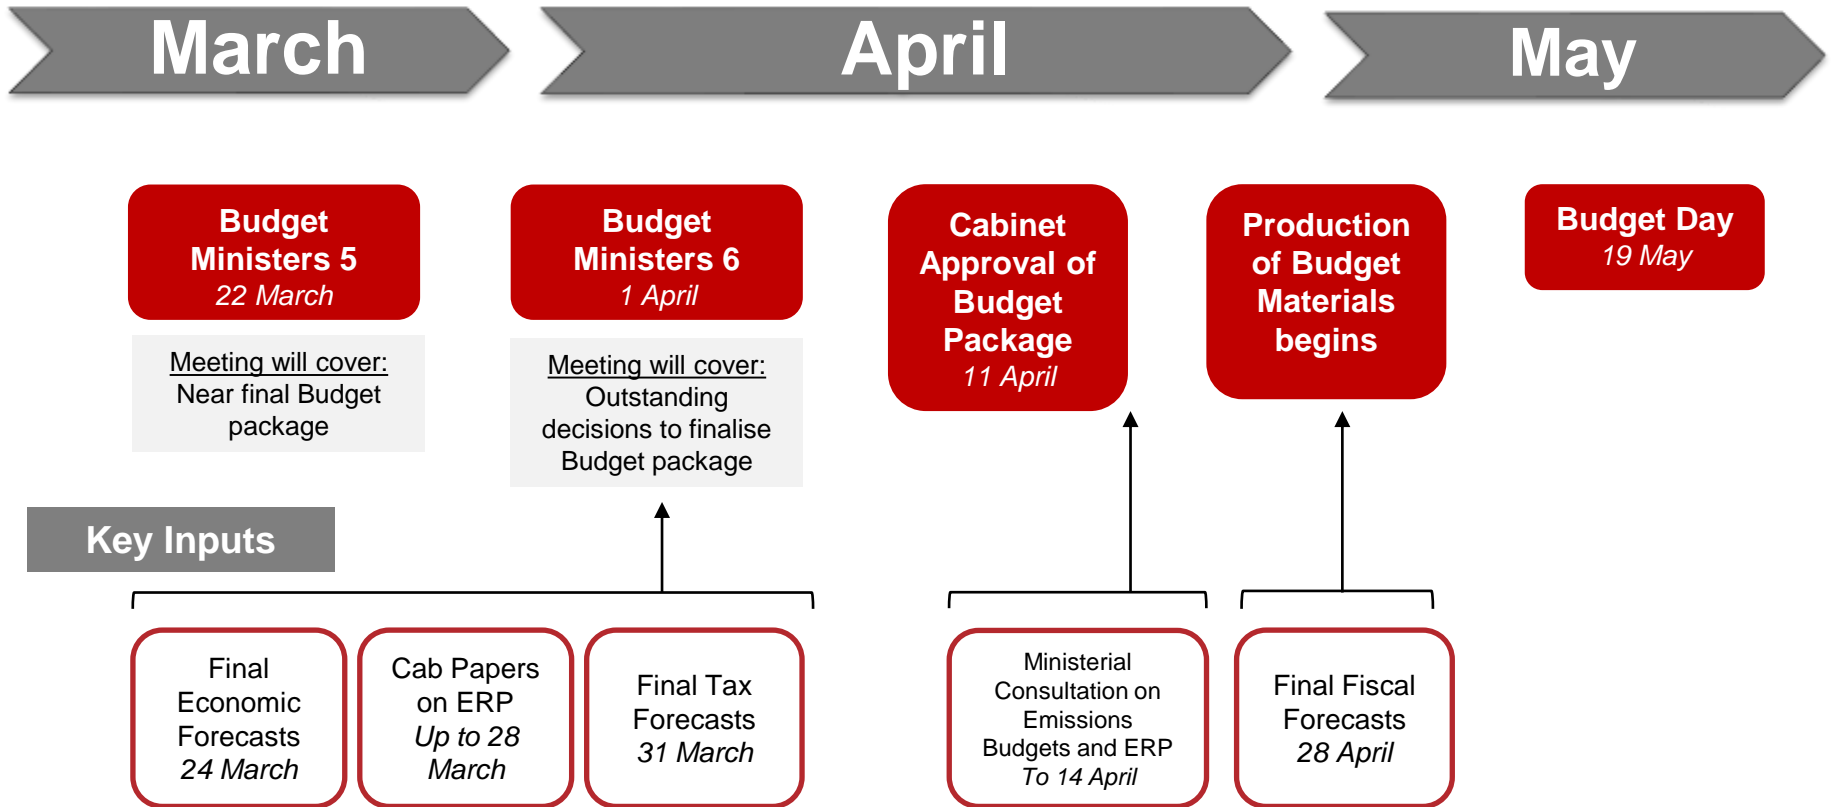 March
April
May
Budget
Ministers 5
22 March
Budget
Ministers 6
1 April
Cabinet
Approval of
Budget
Package
11 April
Production
of Budget
Materials
begins
Budget Day
19 May
Meeting will cover:
Near final Budget
package
Meeting will cover:
Outstanding
decisions to finalise
Budget package
Key Inputs
Final
Economic
Forecasts
24 March
Cab Papers
on ERP
Up to 28
March
Final Tax
Forecasts
31 March
Ministerial
Consultation on
Emissions
Budgets and ERP
To 14 April
Final Fiscal
Forecasts
28 April